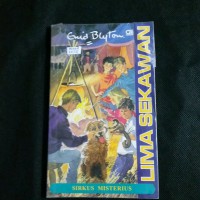 Enid Blyton
LIMA SEKAWAN
SIRKUS MISTERIUS